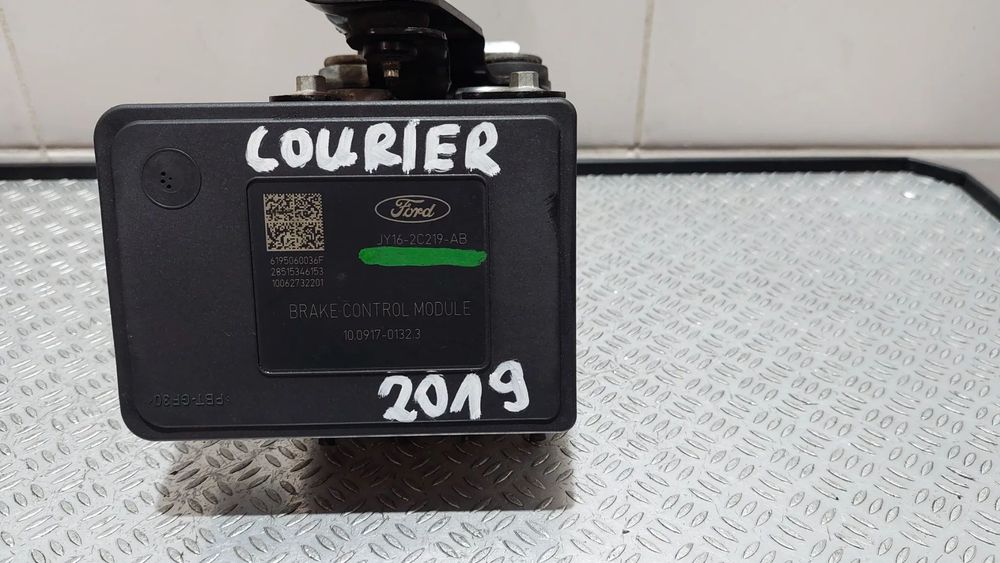 COURIER
Ford
JY16-2C219-AB
6195060036F
28515346153
10062732201
BRAKE CONTROL MODULE
10.0917-0132.3
2019
>PBT-GF30<